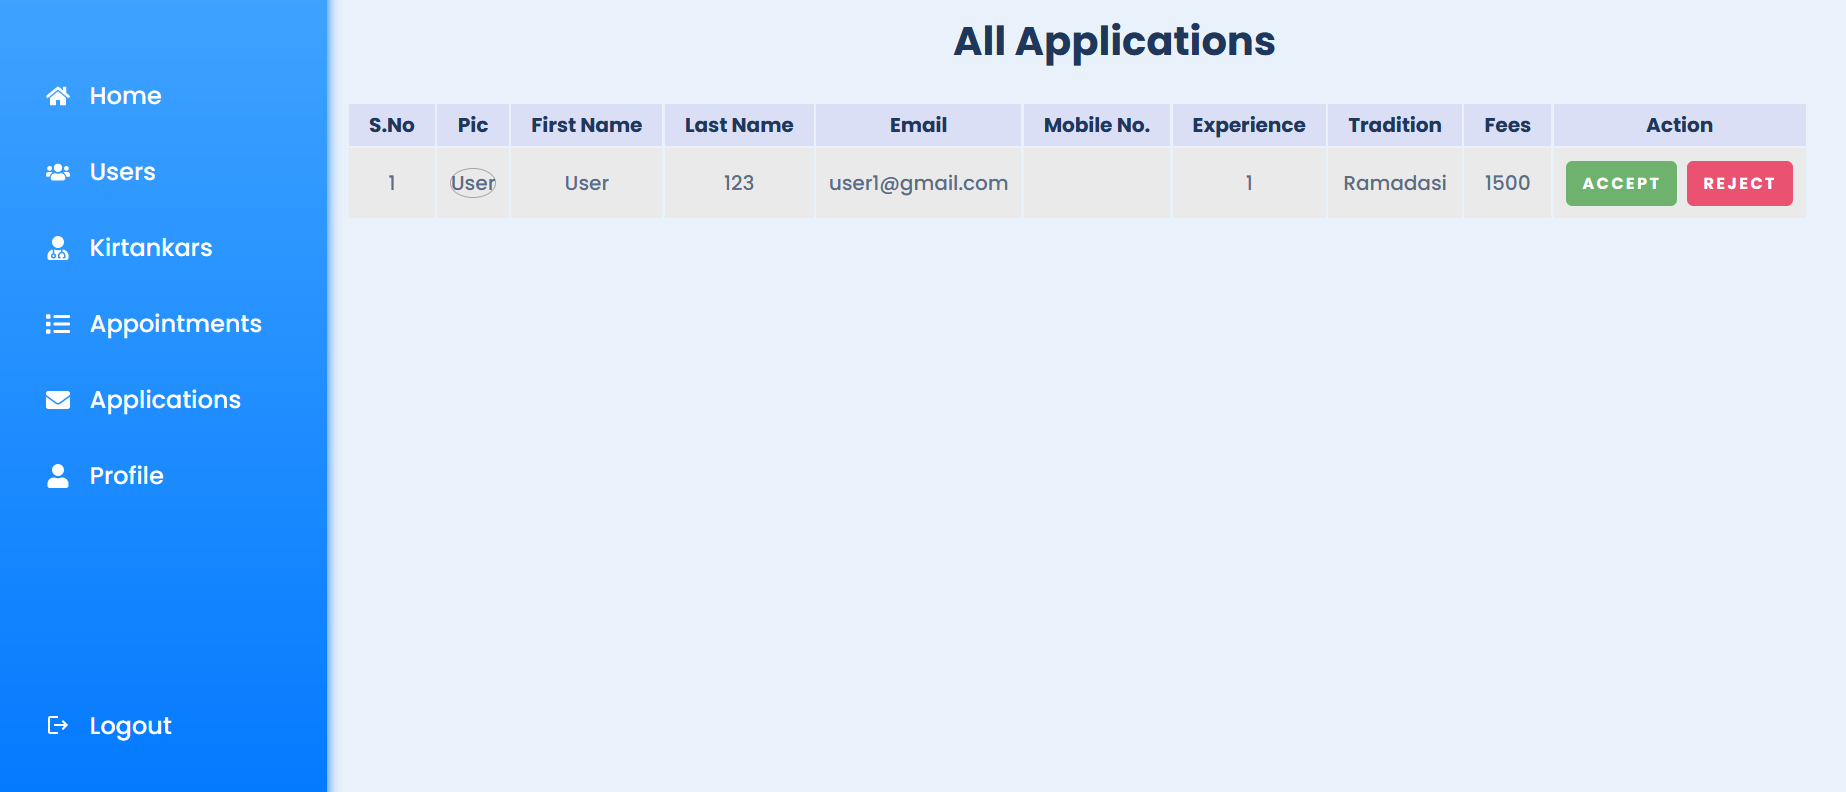 Home
Users
Kirtankars
Appointments
Applications
Profile
Logout
All Applications
S.No Pic First Name Last Name Email Mobile No. Experience Tradition Fees Action
1 User User 123 user1@gmail.com 1 Ramadasi 1500 ACCEPT REJECT